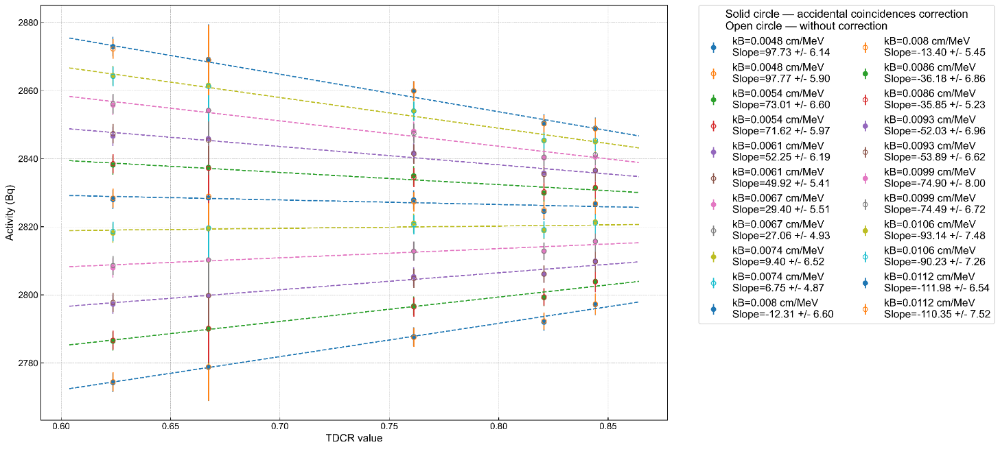 2880
2860
2840
2820
2800
2780
Activity (Bq)
0.60
0.65
0.70
0.75
0.80
0.85
TDCR value
Solid circle — accidental coincidences correction
Open circle — without correction
kB=0.0048 cm/MeV
Slope=97.73 +/- 6.14
kB=0.0048 cm/MeV
Slope=97.77 +/- 5.90
kB=0.0054 cm/MeV
Slope=73.01 +/- 6.60
kB=0.0054 cm/MeV
Slope=71.62 +/- 5.97
kB=0.0061 cm/MeV
Slope=52.25 +/- 6.19
kB=0.0061 cm/MeV
Slope=49.92 +/- 5.41
kB=0.0067 cm/MeV
Slope=29.40 +/- 5.51
kB=0.0067 cm/MeV
Slope=27.06 +/- 4.93
kB=0.0074 cm/MeV
Slope=9.40 +/- 6.52
kB=0.0074 cm/MeV
Slope=6.75 +/- 4.87
kB=0.008 cm/MeV
Slope=-12.31 +/- 6.60
kB=0.008 cm/MeV
Slope=-13.40 +/- 5.45
kB=0.0086 cm/MeV
Slope=-36.18 +/- 6.86
kB=0.0086 cm/MeV
Slope=-35.85 +/- 5.23
kB=0.0093 cm/MeV
Slope=-52.03 +/- 6.96
kB=0.0093 cm/MeV
Slope=-53.89 +/- 6.62
kB=0.0099 cm/MeV
Slope=-74.90 +/- 8.00
kB=0.0099 cm/MeV
Slope=-74.49 +/- 6.72
kB=0.0106 cm/MeV
Slope=-93.14 +/- 7.48
kB=0.0106 cm/MeV
Slope=-90.23 +/- 7.26
kB=0.0112 cm/MeV
Slope=-111.98 +/- 6.54
kB=0.0112 cm/MeV
Slope=-110.35 +/- 7.52